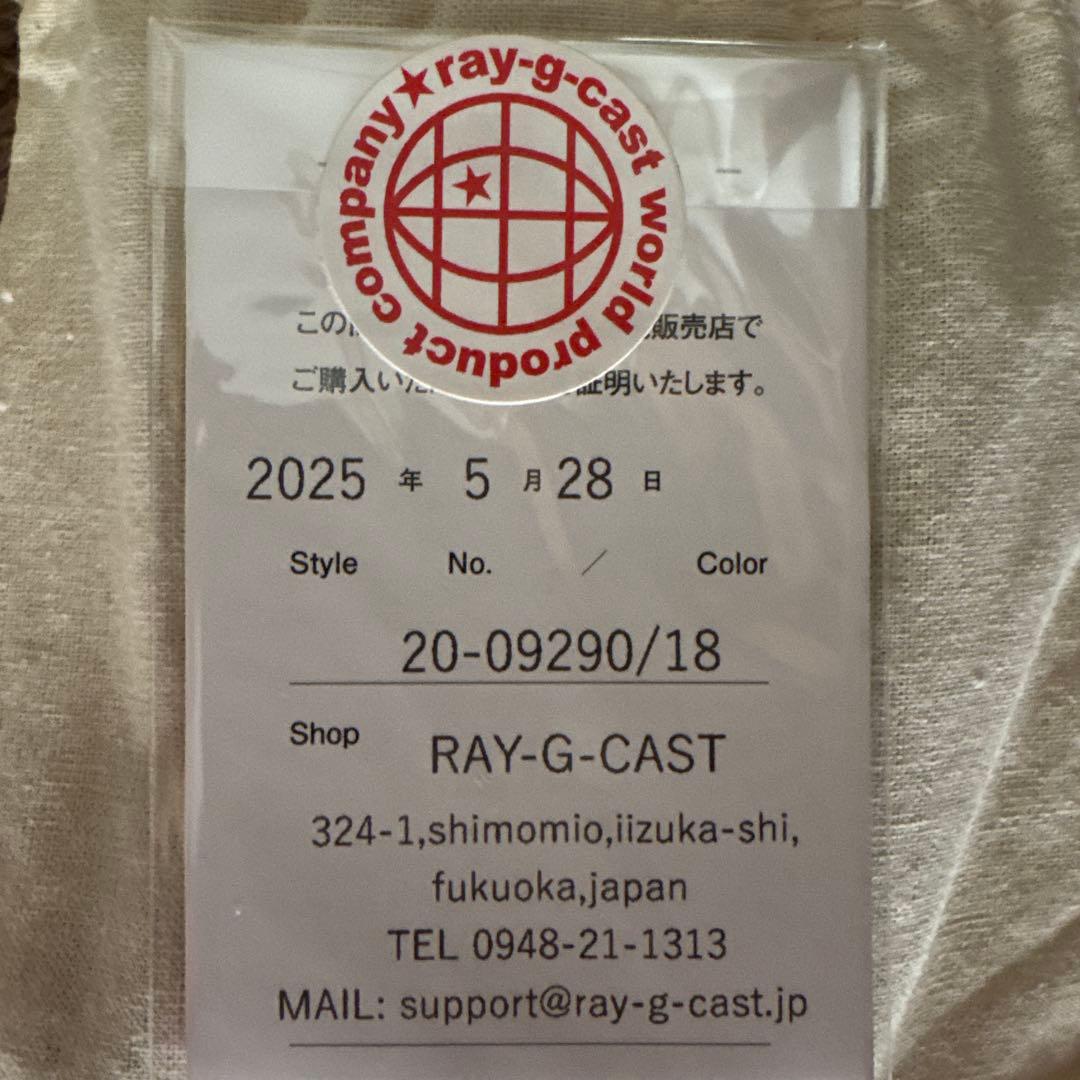 ray-g-cast world product company★
この 販売店で
ご購入いた 証明いたします。
2025 年 5 月 28 日
Style No. / Color
20-09290/18
Shop RAY-G-CAST
324-1,shimomio,iizuka-shi,
fukuoka,japan
TEL 0948-21-1313
MAIL: support@ray-g-cast.jp